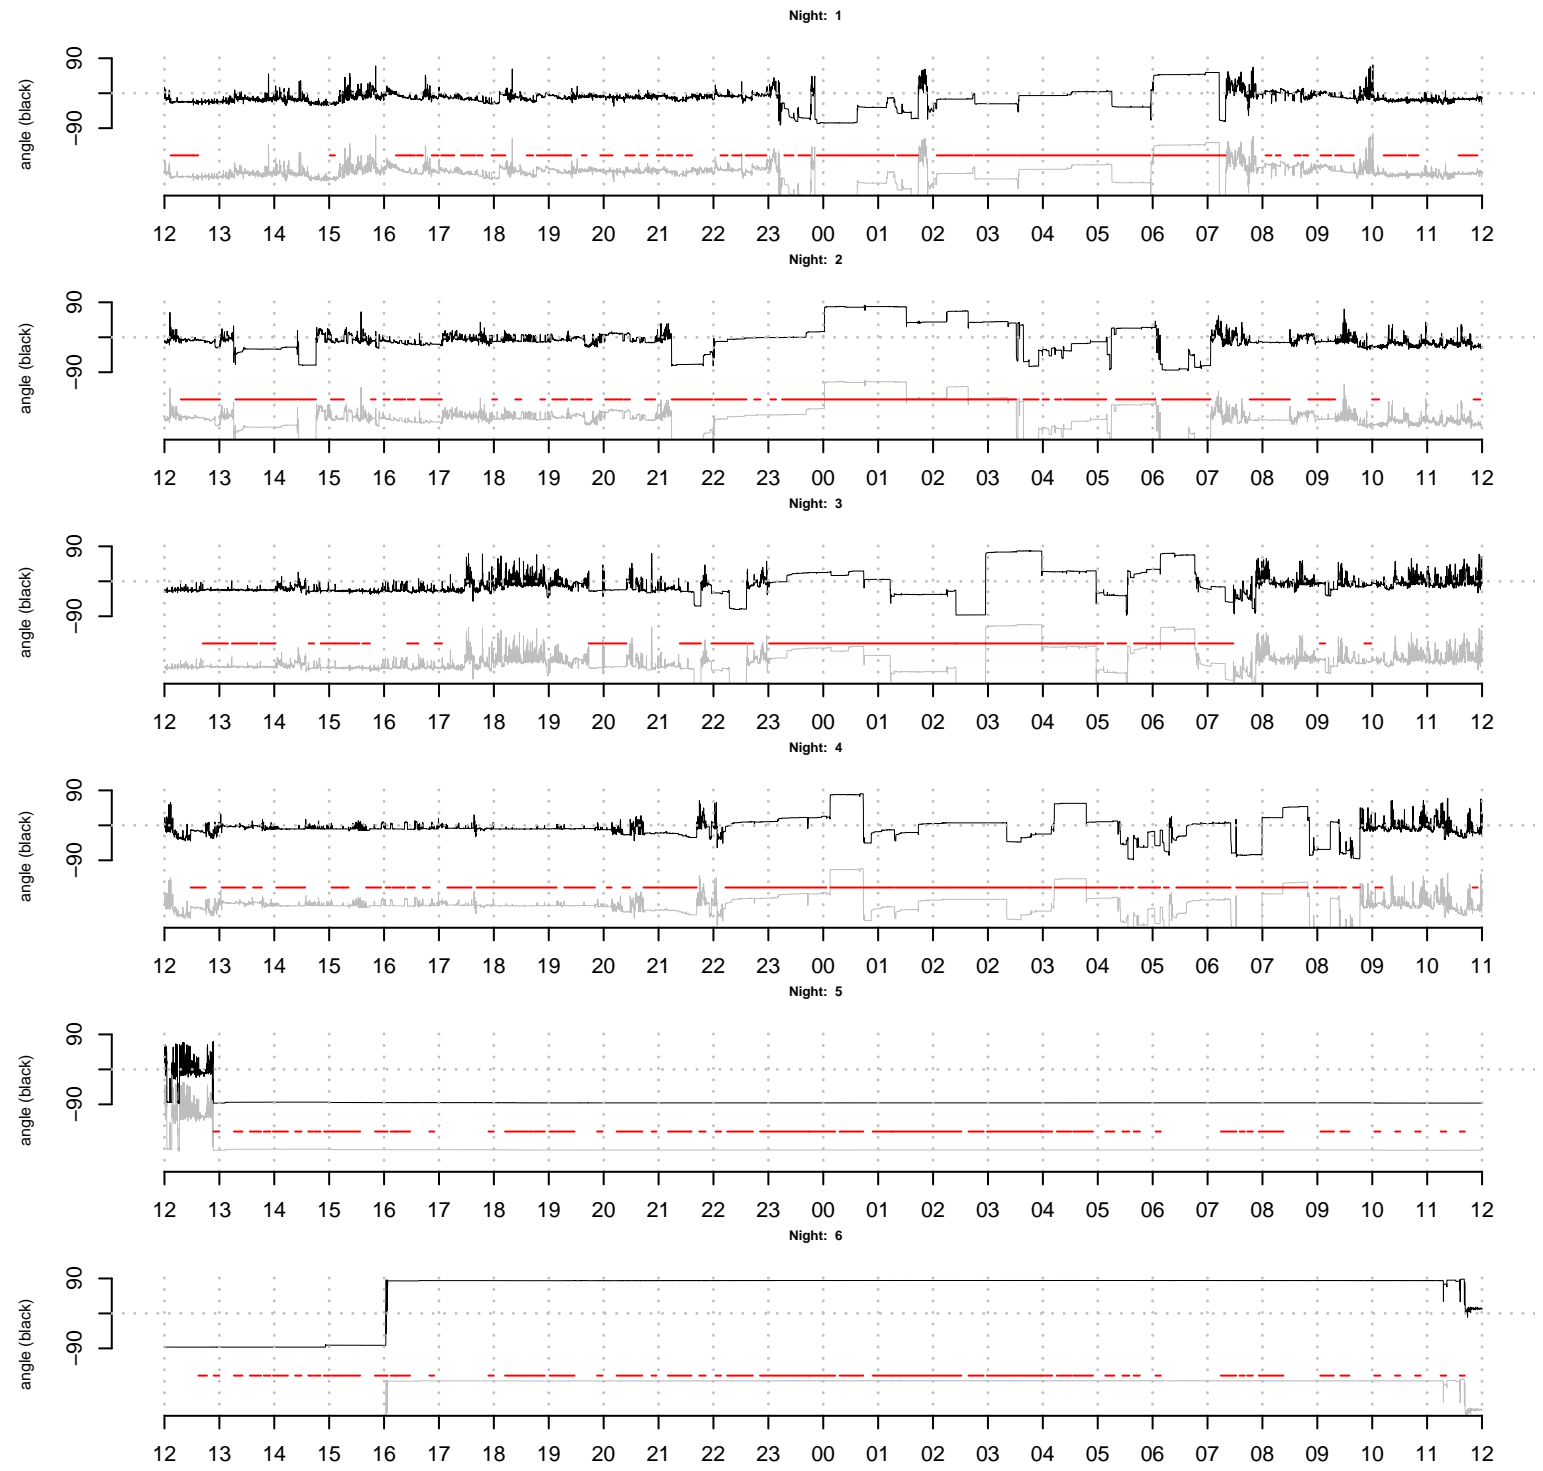 Night: 1
90
-90
angle (black)
12 13 14 15 16 17 18 19 20 21 22 23 00 01 02 03 04 05 06 07 08 09 10 11 12
Night: 2
90
-90
angle (black)
12 13 14 15 16 17 18 19 20 21 22 23 00 01 02 03 04 05 06 07 08 09 10 11 12
Night: 3
90
-90
angle (black)
12 13 14 15 16 17 18 19 20 21 22 23 00 01 02 03 04 05 06 07 08 09 10 11 12
Night: 4
90
-90
angle (black)
12 13 14 15 16 17 18 19 20 21 22 23 00 01 02 02 03 04 05 06 07 08 09 10 11
Night: 5
90
-90
angle (black)
12 13 14 15 16 17 18 19 20 21 22 23 00 01 02 03 04 05 06 07 08 09 10 11 12
Night: 6
90
-90
angle (black)
12 13 14 15 16 17 18 19 20 21 22 23 00 01 02 03 04 05 06 07 08 09 10 11 12